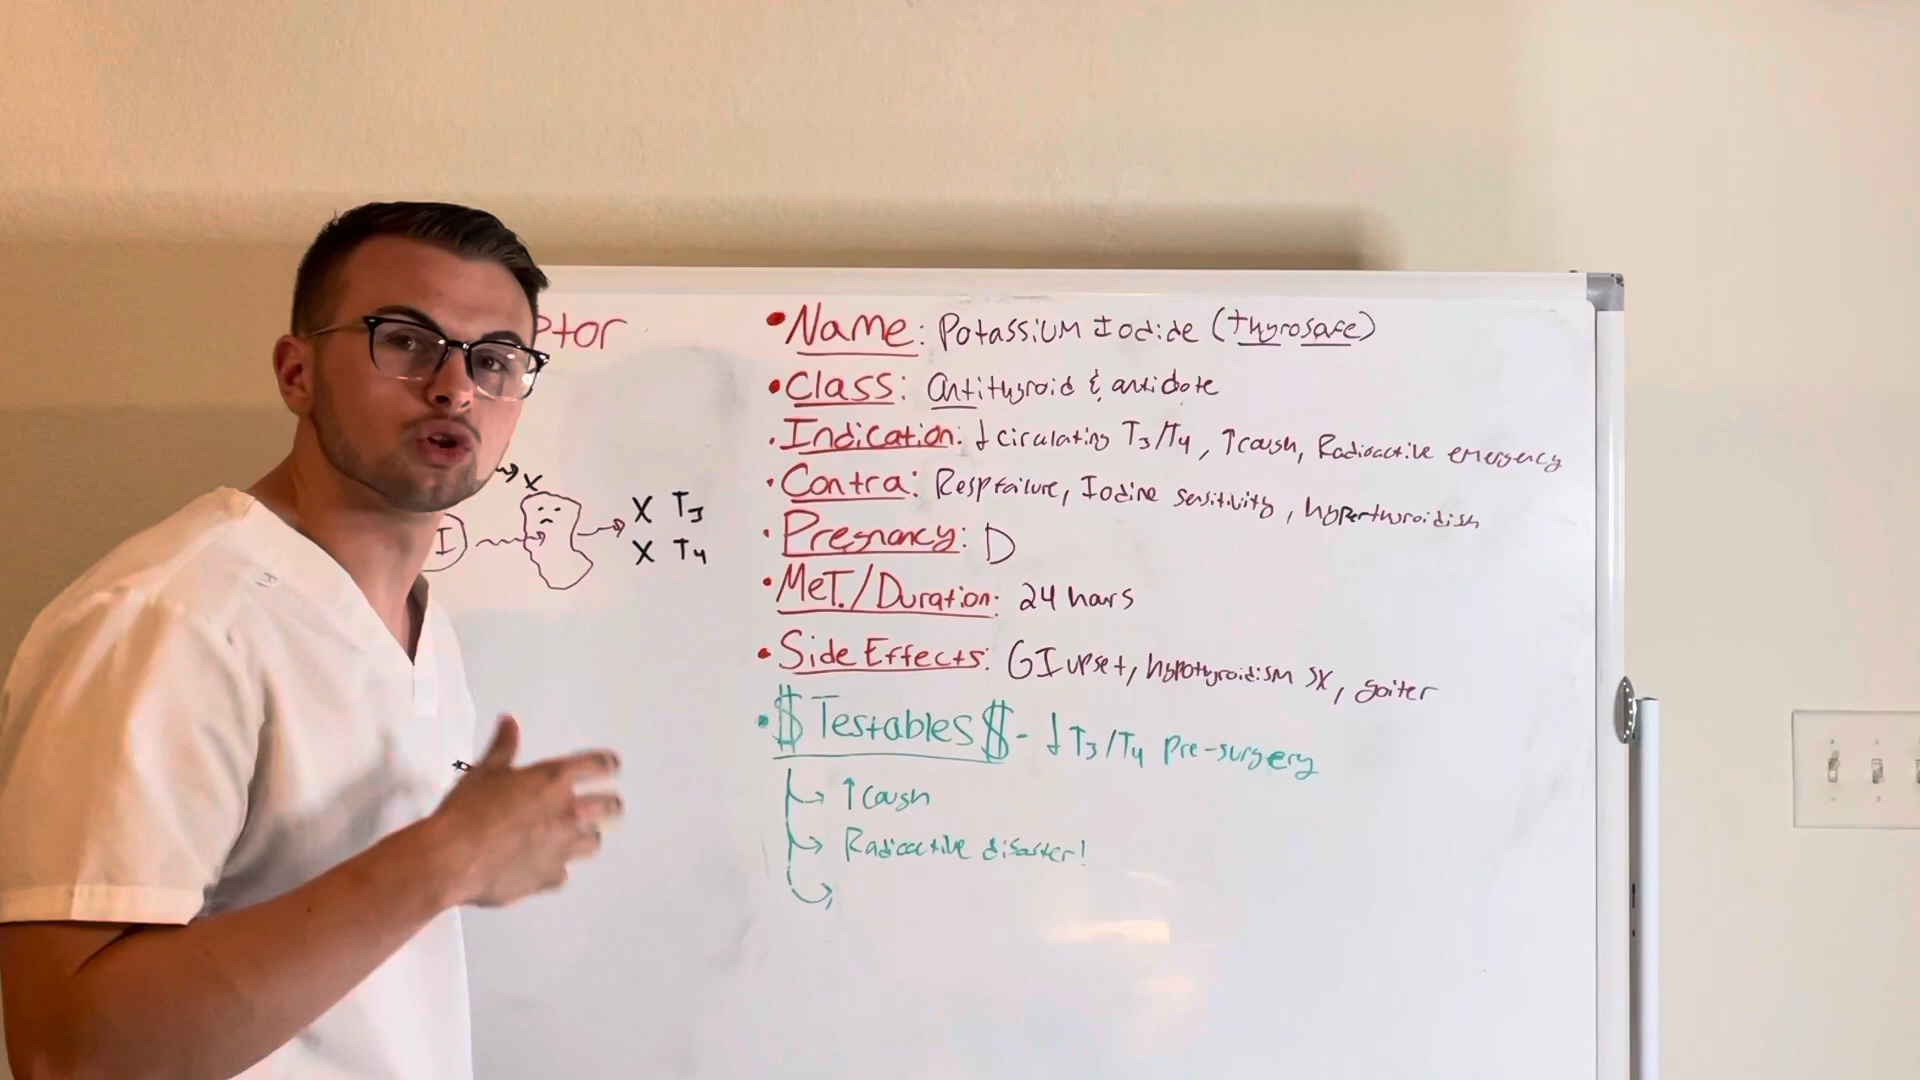 ptor
X T3
X T4
I
x
• Name: Potassium Iodide (thyrosafe)
• Class: Antithyroid & antidote
• Indication: ↓ circulating T3/T4, ↑ cough, Radioactive emergency
• Contra: Resp failure, Iodine sensitivity, hyperthyroidism
• Pregnancy: D
• MeT./Duration: 24 hours
• Side Effects: GI upset, hypothyroidism sx, goiter
• $ Testables $ - ↓ T3/T4 pre-surgery
↑ Cough
Radioactive disaster!